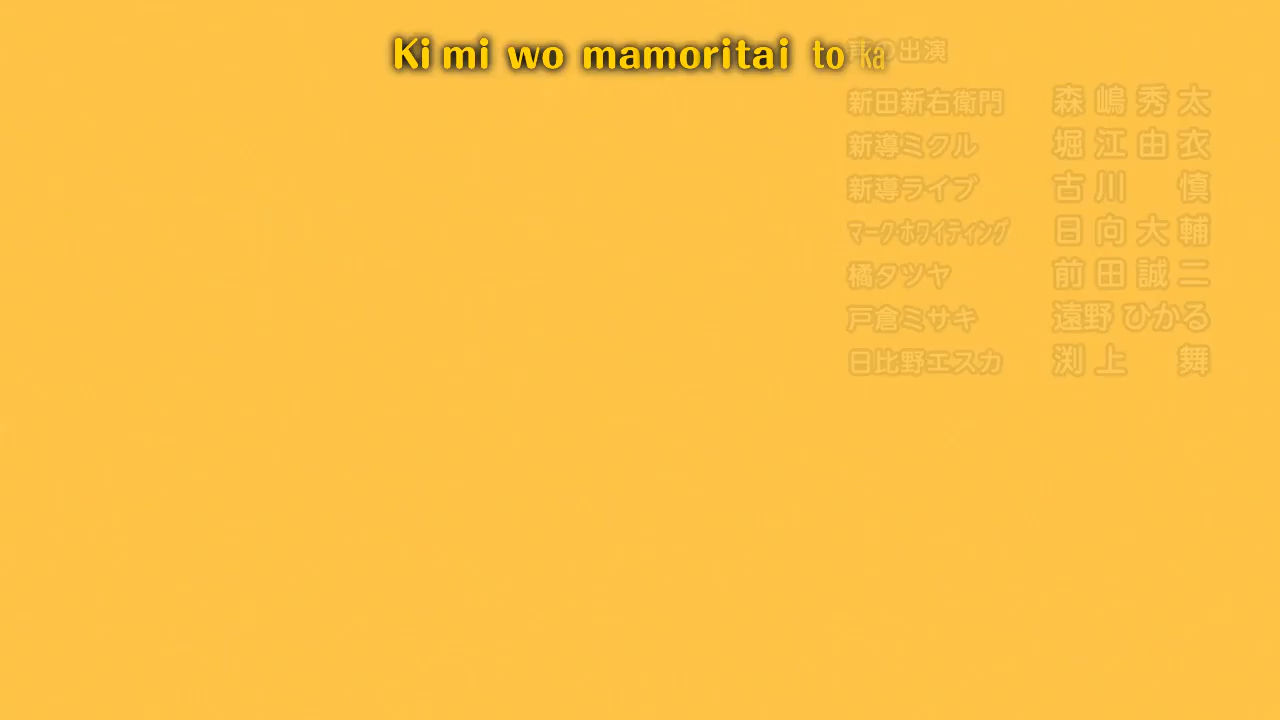 Kimi wo mamoritai to ka
声の出演
新田新右衛門 森嶋秀太
新導ミクル 堀江由衣
新導ライブ 古川 慎
マーク・ホワイティング 日向大輔
橘タツヤ 前田誠二
戸倉ミサキ 遠野ひかる
日比野エスカ 渕上 舞